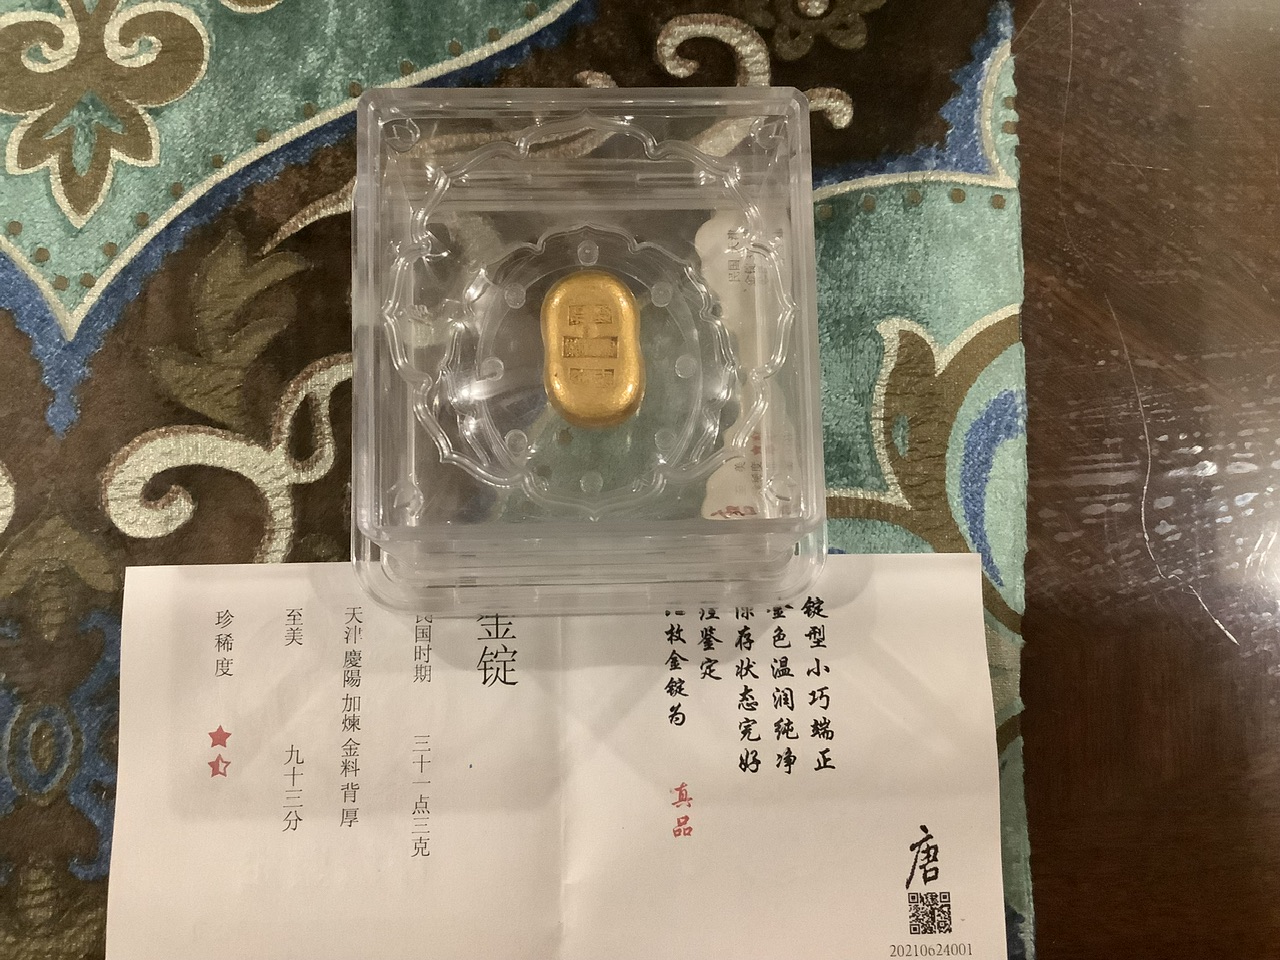 锭型小巧端正
金色温润纯净
保存状态完好
经鉴定
此枚金锭为
真品
唐
20210624001
金锭
民国时期 三十一点三克
天津 慶陽 加煉 金料 背厚
至美 九十三分
珍稀度